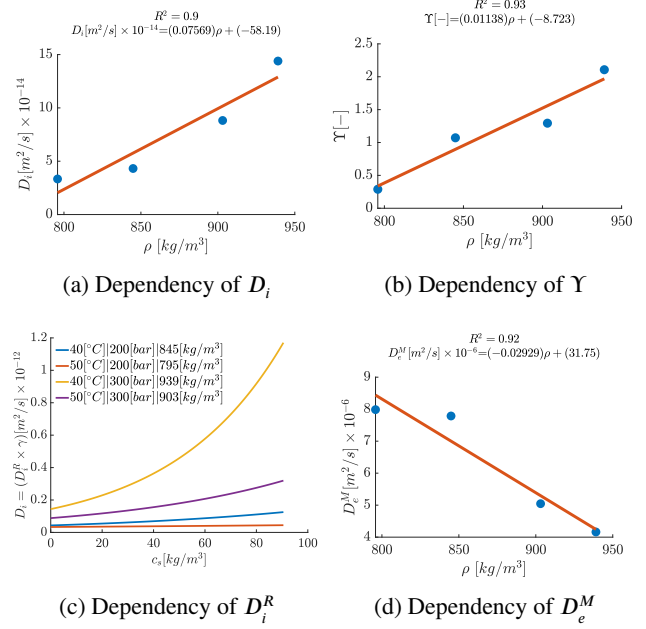 R² = 0.9
D_i[m²/s] × 10⁻¹⁴=(0.07569)ρ + (−58.19)
D_i[m²/s] × 10⁻¹⁴
15
10
5
0
800 850 900 950
ρ [kg/m³]
(a) Dependency of D_i
R² = 0.93
Υ[−]=(0.01138)ρ + (−8.723)
Υ[−]
2.5
2
1.5
1
0.5
0
800 850 900 950
ρ [kg/m³]
(b) Dependency of Υ
D_i = (D_i^R × γ)[m²/s] × 10⁻¹²
1.2
1
0.8
0.6
0.4
0.2
0
40[°C]|200[bar]|845[kg/m³]
50[°C]|200[bar]|795[kg/m³]
40[°C]|300[bar]|939[kg/m³]
50[°C]|300[bar]|903[kg/m³]
0 20 40 60 80 100
c_s[kg/m³]
(c) Dependency of D_i^R
R² = 0.92
D_e^M[m²/s] × 10⁻⁶=(−0.02929)ρ + (31.75)
D_e^M[m²/s] × 10⁻⁶
9
8
7
6
5
4
800 850 900 950
ρ [kg/m³]
(d) Dependency of D_e^M